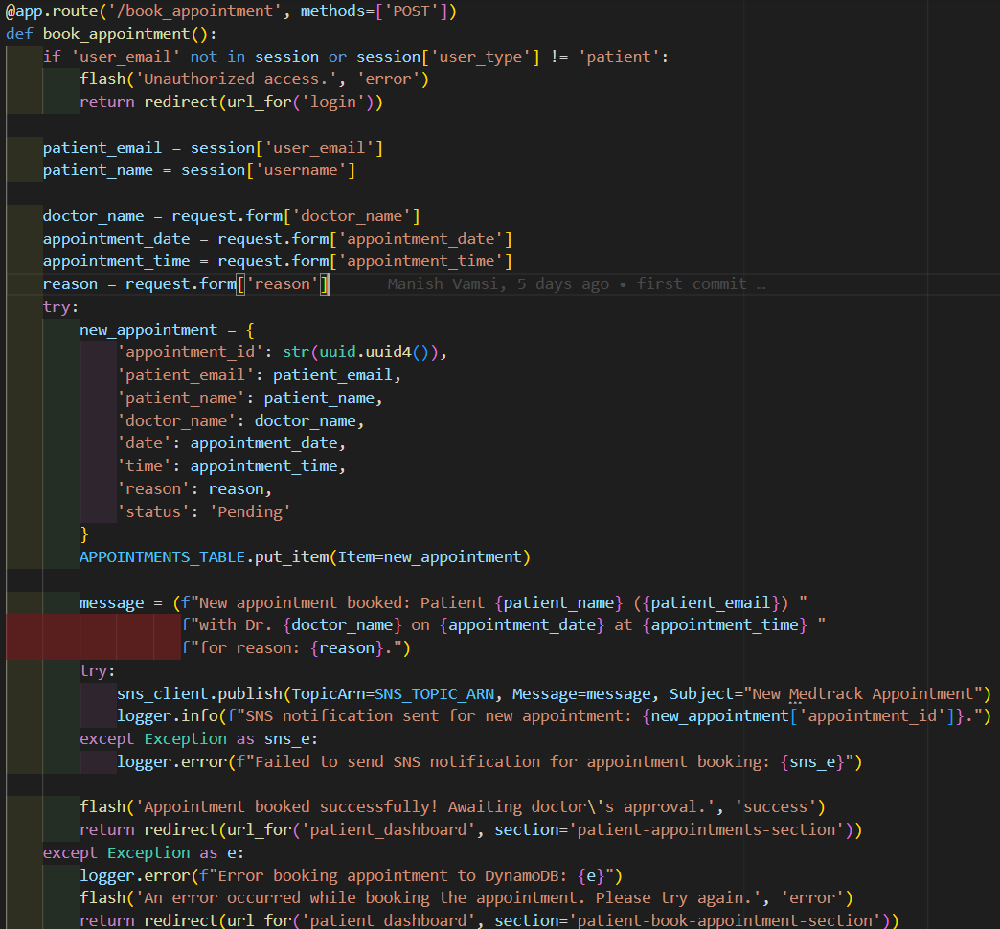 @app.route('/book_appointment', methods=['POST'])
def book_appointment():
    if 'user_email' not in session or session['user_type'] != 'patient':
        flash('Unauthorized access.', 'error')
        return redirect(url_for('login'))

    patient_email = session['user_email']
    patient_name = session['username']

    doctor_name = request.form['doctor_name']
    appointment_date = request.form['appointment_date']
    appointment_time = request.form['appointment_time']
    reason = request.form['reason']      Manish Vamsi, 5 days ago • first commit …
    try:
        new_appointment = {
            'appointment_id': str(uuid.uuid4()),
            'patient_email': patient_email,
            'patient_name': patient_name,
            'doctor_name': doctor_name,
            'date': appointment_date,
            'time': appointment_time,
            'reason': reason,
            'status': 'Pending'
        }
        APPOINTMENTS_TABLE.put_item(Item=new_appointment)

        message = (f"New appointment booked: Patient {patient_name} ({patient_email}) "
                   f"with Dr. {doctor_name} on {appointment_date} at {appointment_time} "
                   f"for reason: {reason}.")
        try:
            sns_client.publish(TopicArn=SNS_TOPIC_ARN, Message=message, Subject="New Medtrack Appointment")
            logger.info(f"SNS notification sent for new appointment: {new_appointment['appointment_id']}.")
        except Exception as sns_e:
            logger.error(f"Failed to send SNS notification for appointment booking: {sns_e}")

        flash('Appointment booked successfully! Awaiting doctor\'s approval.', 'success')
        return redirect(url_for('patient_dashboard', section='patient-appointments-section'))
    except Exception as e:
        logger.error(f"Error booking appointment to DynamoDB: {e}")
        flash('An error occurred while booking the appointment. Please try again.', 'error')
        return redirect(url_for('patient_dashboard', section='patient-book-appointment-section'))